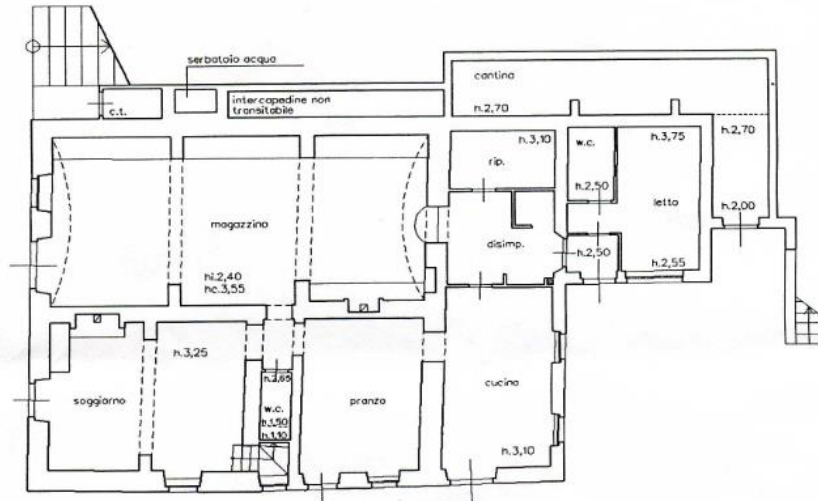 serbatoio acqua
cantina
c.t.
intercapedine non
transitabile
h.2,70
h.3,10
rip.
w.c.
h.2,50
h.3,75
letto
h.2,70
h.2,00
magazzino
disimp.
h.2,50
h.2,55
hi.2,40
hc.3,55
h.3,25
soggiorno
h.2,65
w.c.
h.1,50
h.1,10
pranzo
cucina
h.3,10